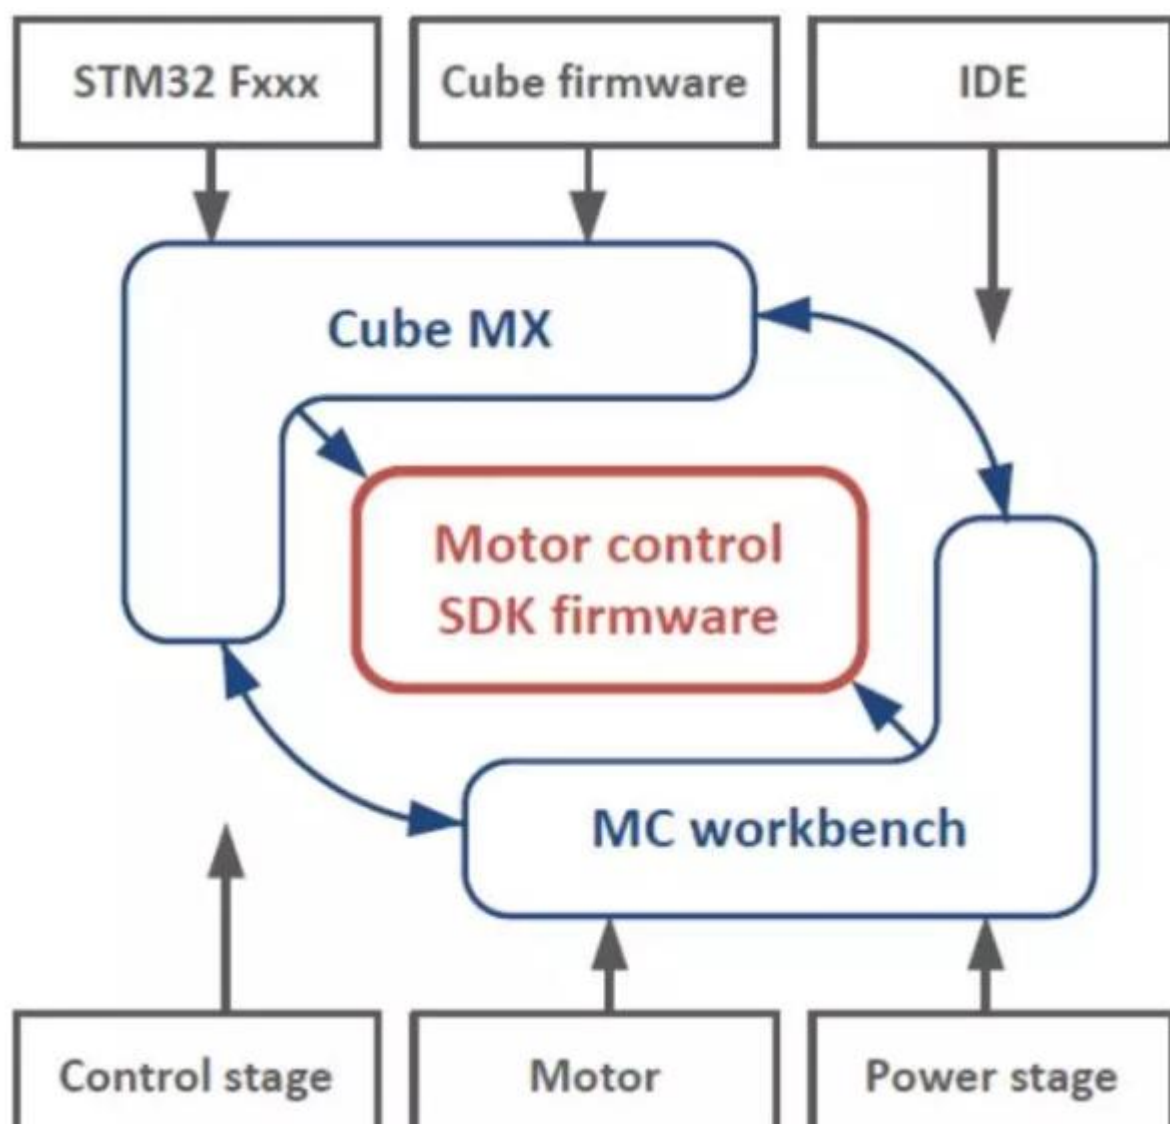 STM32 Fxxx
Cube firmware
IDE
Cube MX
Motor control
SDK firmware
MC workbench
Control stage
Motor
Power stage